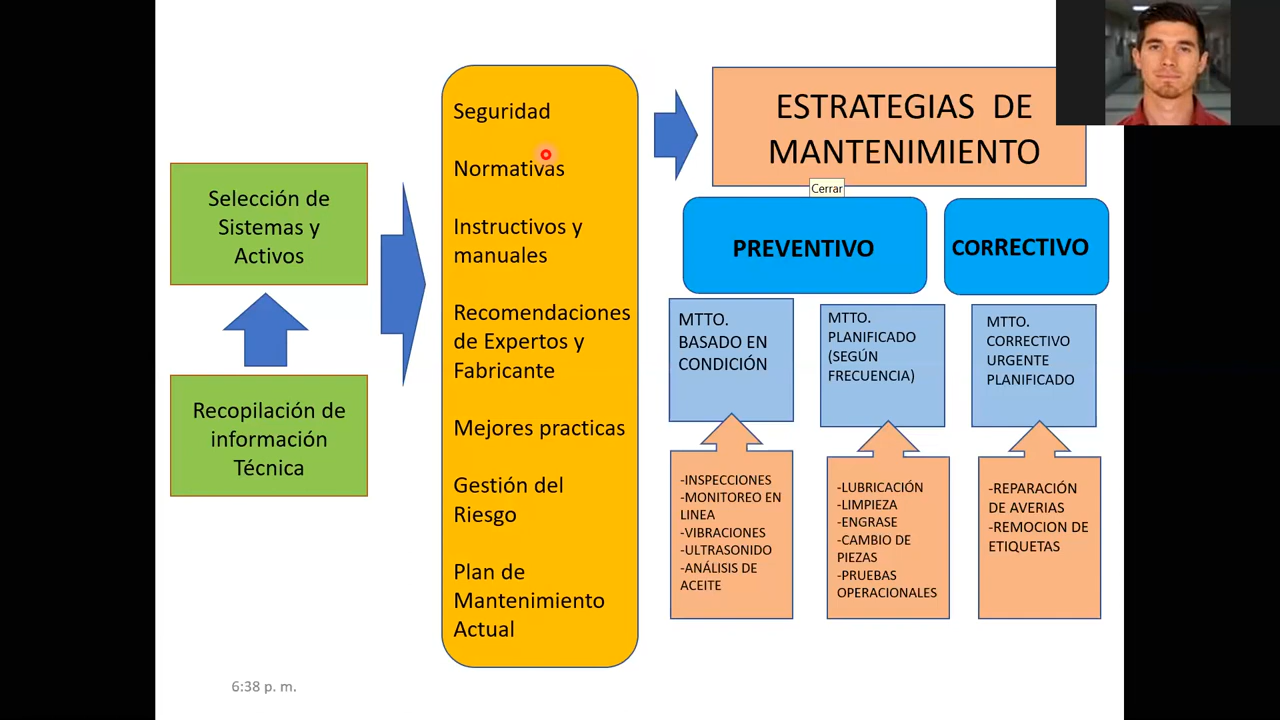 Selección de
Sistemas y
Activos
Recopilación de
información
Técnica
Seguridad
Normativas
Instructivos y
manuales
Recomendaciones
de Expertos y
Fabricante
Mejores practicas
Gestión del
Riesgo
Plan de
Mantenimiento
Actual
ESTRATEGIAS DE
MANTENIMIENTO
Cerrar
PREVENTIVO
CORRECTIVO
MTTO.
BASADO EN
CONDICIÓN
MTTO.
PLANIFICADO
(SEGÚN
FRECUENCIA)
MTTO.
CORRECTIVO
URGENTE
PLANIFICADO
-INSPECCIONES
-MONITOREO EN
LINEA
-VIBRACIONES
-ULTRASONIDO
-ANÁLISIS DE
ACEITE
-LUBRICACIÓN
-LIMPIEZA
-ENGRASE
-CAMBIO DE
PIEZAS
-PRUEBAS
OPERACIONALES
-REPARACIÓN
DE AVERIAS
-REMOCION DE
ETIQUETAS
6:38 p. m.